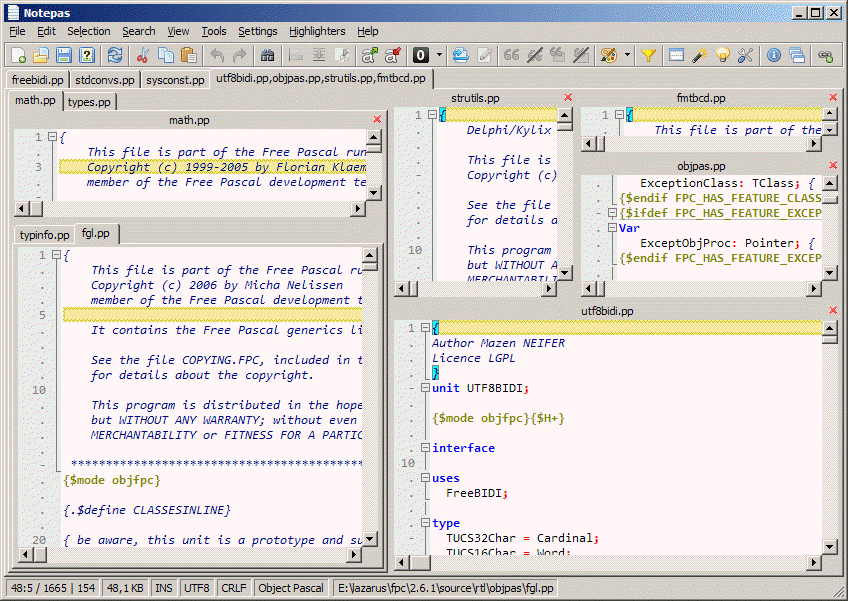 Notepas
File Edit Selection Search View Tools Settings Highlighters Help
freebidi.pp stdconvs.pp sysconst.pp utf8bidi.pp,objpas.pp,strutils.pp,fmtbcd.pp
math.pp types.pp
math.pp
1 {
This file is part of the Free Pascal run
3 Copyright (c) 1999-2005 by Florian Klaem
member of the Free Pascal development te
typinfo.pp fgl.pp
1 {
This file is part of the Free Pascal ru
Copyright (c) 2006 by Micha Nelissen
member of the Free Pascal development t
5
It contains the Free Pascal generics li
See the file COPYING.FPC, included in t
for details about the copyright.
10
This program is distributed in the hope
but WITHOUT ANY WARRANTY; without even
MERCHANTABILITY or FITNESS FOR A PARTIC
******************************************
{$mode objfpc}
{.$define CLASSESINLINE}
20 { be aware, this unit is a prototype and su
strutils.pp
1 {
Delphi/Kylix
This file is
Copyright (c)
See the file
for details a
10
This program
but WITHOUT A
MERCHANTABILI
fmtbcd.pp
1 {
This file is part of the
objpas.pp
ExceptionClass: TClass; {
{$endif FPC_HAS_FEATURE_CLASS
{$ifdef FPC_HAS_FEATURE_EXCEP
Var
ExceptObjProc: Pointer; {
{$endif FPC_HAS_FEATURE_EXCEP
utf8bidi.pp
1 {
Author Mazen NEIFER
Licence LGPL
}
unit UTF8BIDI;
{$mode objfpc}{$H+}
interface
10
uses
FreeBIDI;
type
TUCS32Char = Cardinal;
TUCS16Char = Word;
48:5 / 1665 | 154 48,1 KB INS UTF8 CRLF Object Pascal E:\lazarus\fpc\2.6.1\source\rtl\objpas\fgl.pp